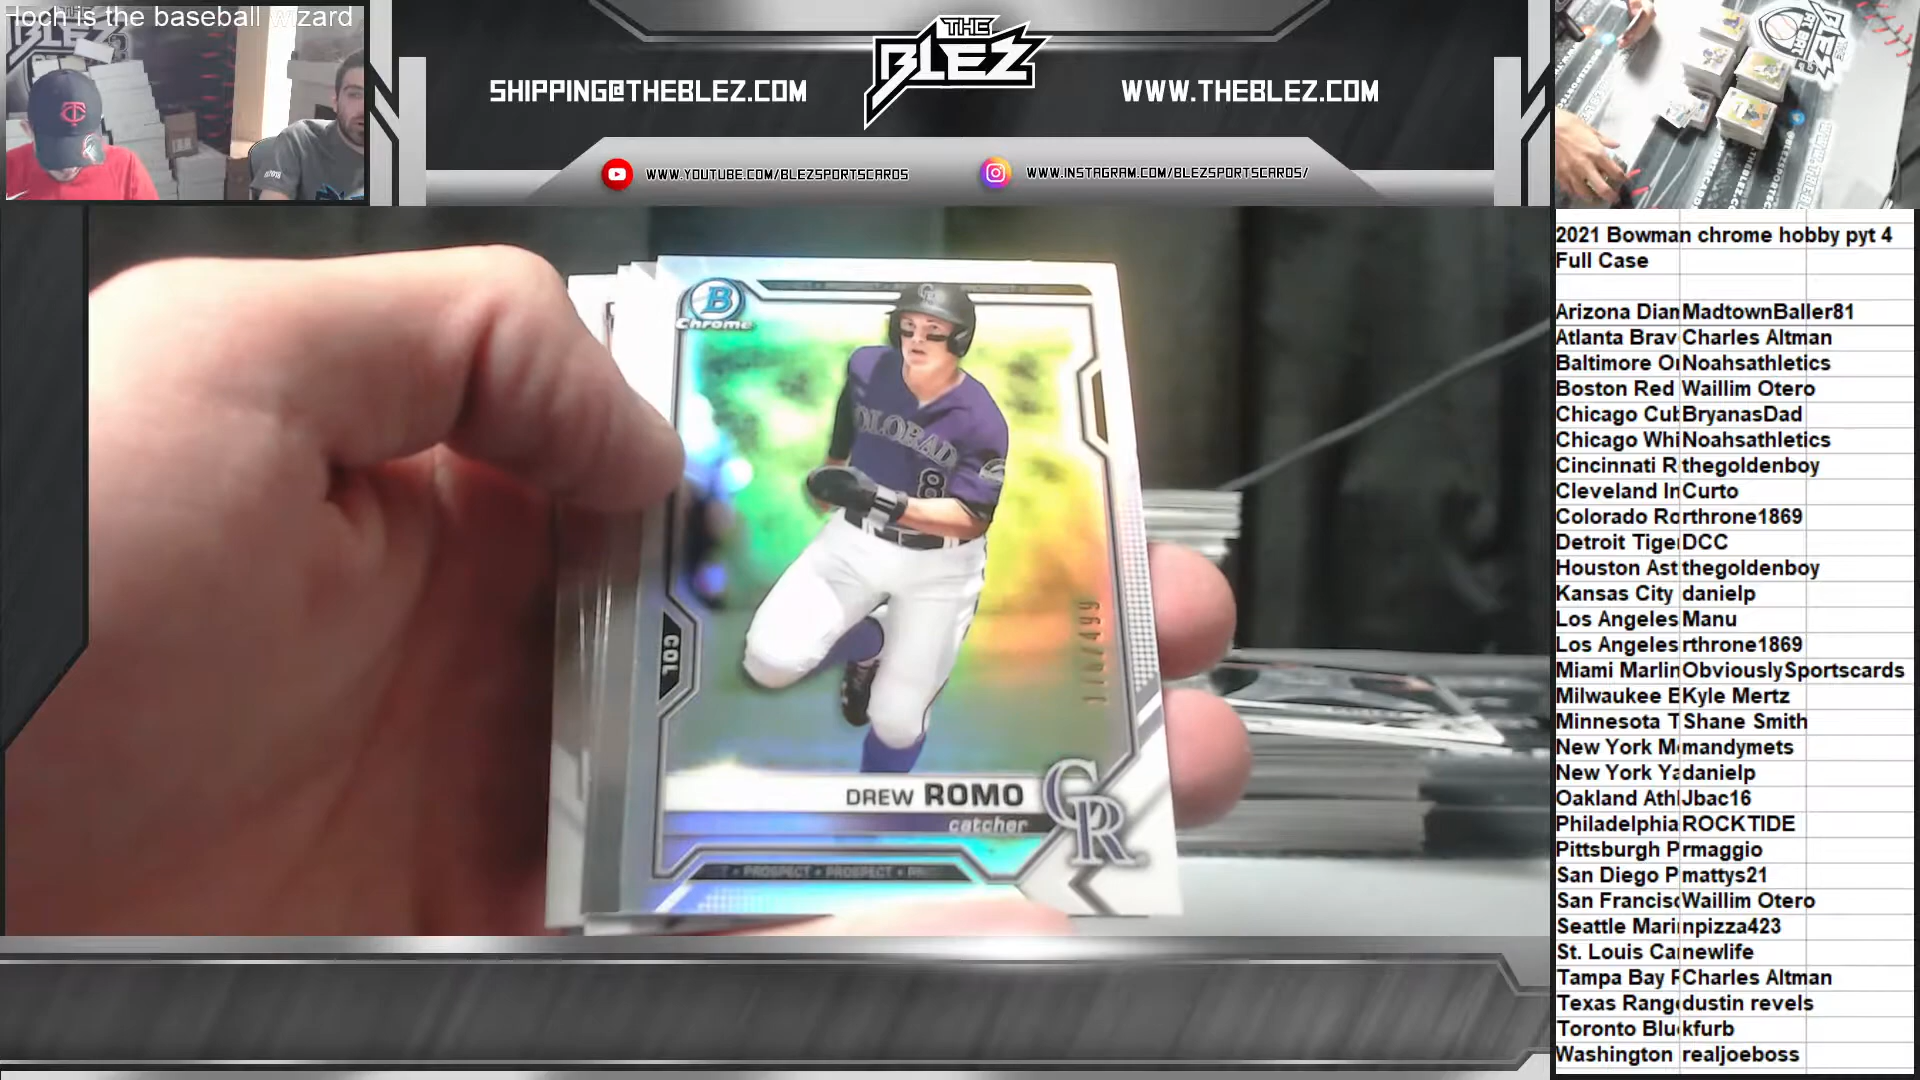 Hoch is the baseball wizard
THE
BLEZ
SHIPPING@THEBLEZ.COM
WWW.THEBLEZ.COM
WWW.YOUTUBE.COM/BLEZSPORTSCARDS
WWW.INSTAGRAM.COM/BLEZSPORTSCARDS/
B
Chrome
COLORAD
8
COL
DREW ROMO
catcher
CR
PROSPECT • PROSPECT
2021 Bowman chrome hobby pyt 4
Full Case
Arizona Diam MadtownBaller81
Atlanta Brav Charles Altman
Baltimore Or Noahsathletics
Boston Red Waillim Otero
Chicago Cub BryanasDad
Chicago Whi Noahsathletics
Cincinnati R thegoldenboy
Cleveland In Curto
Colorado Ro rthrone1869
Detroit Tige DCC
Houston Ast thegoldenboy
Kansas City danielp
Los Angeles Manu
Los Angeles rthrone1869
Miami Marlin ObviouslySportscards
Milwaukee B Kyle Mertz
Minnesota T Shane Smith
New York Me mandymets
New York Ya danielp
Oakland Athl Jbac16
Philadelphia ROCKTIDE
Pittsburgh P rmaggio
San Diego P mattys21
San Francisc Waillim Otero
Seattle Mari npizza423
St. Louis Ca newlife
Tampa Bay R Charles Altman
Texas Range dustin revels
Toronto Blu kfurb
Washington realjoeboss